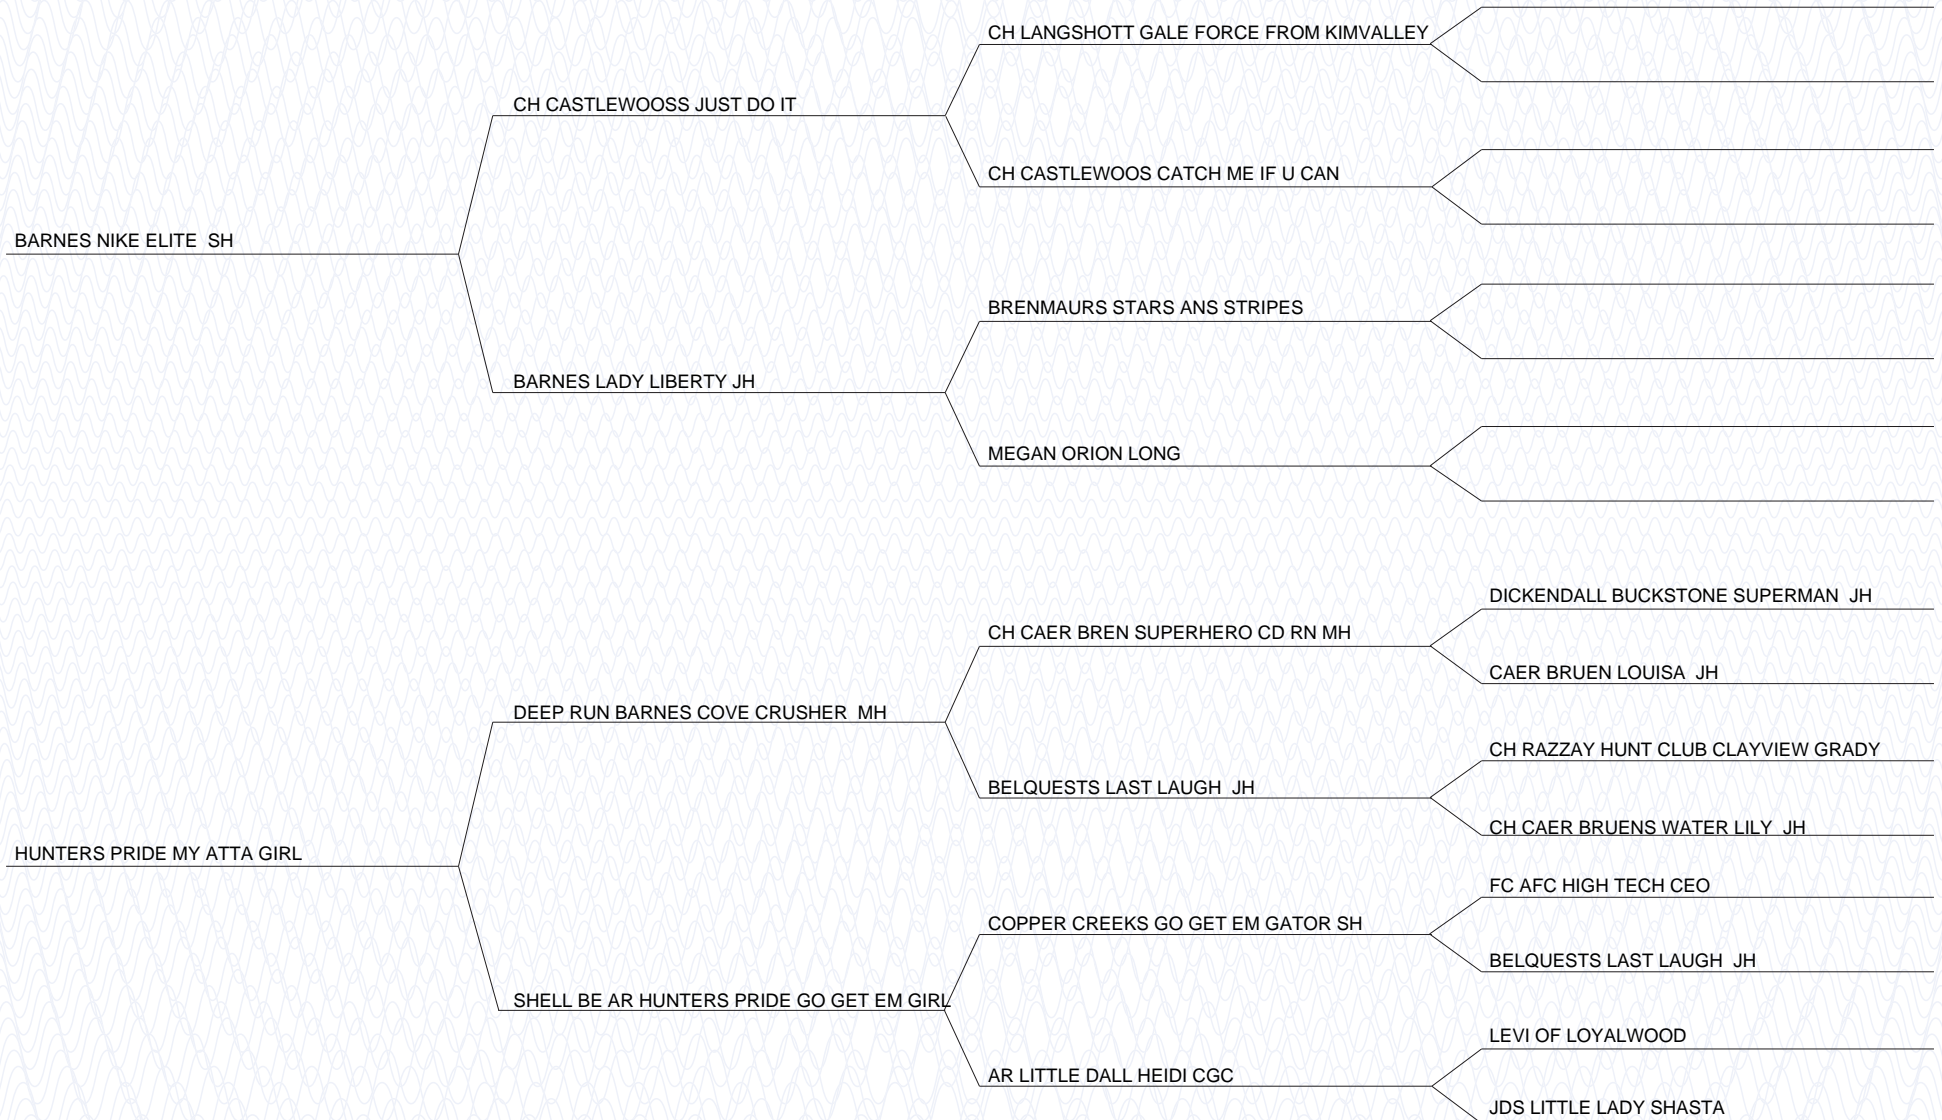 CH LANGSHOTT GALE FORCE FROM KIMVALLEY
CH CASTLEWOOSS JUST DO IT
CH CASTLEWOOS CATCH ME IF U CAN
BARNES NIKE ELITE  SH
BRENMAURS STARS ANS STRIPES
BARNES LADY LIBERTY JH
MEGAN ORION LONG
DICKENDALL BUCKSTONE SUPERMAN  JH
CH CAER BREN SUPERHERO CD RN MH
CAER BRUEN LOUISA  JH
DEEP RUN BARNES COVE CRUSHER  MH
CH RAZZAY HUNT CLUB CLAYVIEW GRADY
BELQUESTS LAST LAUGH  JH
CH CAER BRUENS WATER LILY  JH
HUNTERS PRIDE MY ATTA GIRL
FC AFC HIGH TECH CEO
COPPER CREEKS GO GET EM GATOR SH
BELQUESTS LAST LAUGH  JH
SHELL BE AR HUNTERS PRIDE GO GET EM GIRL
LEVI OF LOYALWOOD
AR LITTLE DALL HEIDI CGC
JDS LITTLE LADY SHASTA